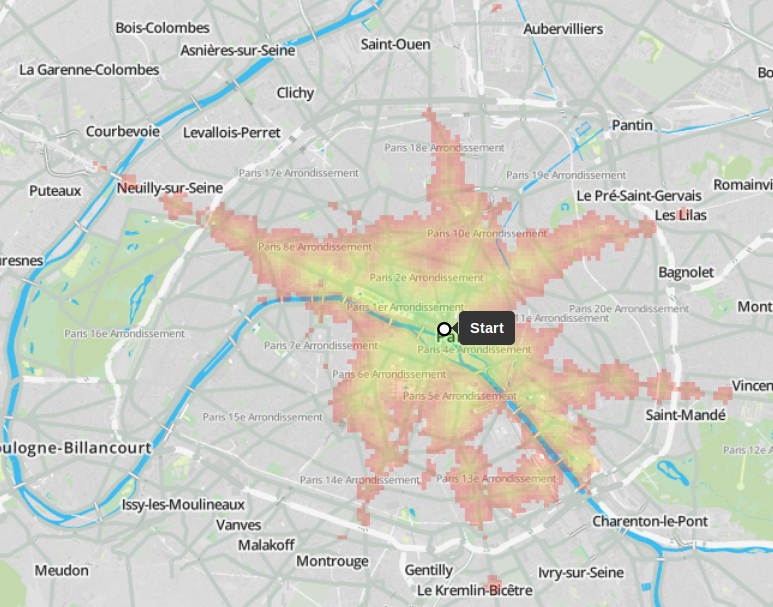 Bois-Colombes
Aubervilliers
Saint-Ouen
Asnières-sur-Seine
La Garenne-Colombes
Clichy
Pantin
Courbevoie
Levallois-Perret
Paris 18e Arrondissement
Paris 17e Arrondissement
Paris 19e Arrondissement
Puteaux
Neuilly-sur-Seine
Le Pré-Saint-Gervais
Romainvi
Les Lilas
Paris 10e Arrondissement
Paris 8e Arrondissement
uresnes
Bagnolet
Paris 2e Arrondissement
Paris 1er Arrondissement
Paris 20e Arrondissement
Mont
11e Arrondissement
Start
Pa
Paris 16e Arrondissement
Paris 7e Arrondissement
Paris 4e Arrondissement
Paris 6e Arrondissement
Vincen
Paris 5e Arrondissement
Saint-Mandé
Paris 15e Arrondissement
oulogne-Billancourt
Paris 12e A
Paris 14e Arrondissement
Paris 13e Arrondissement
Issy-les-Moulineaux
Charenton-le-Pont
Vanves
Malakoff
Montrouge
Meudon
Gentilly
Ivry-sur-Seine
Le Kremlin-Bicêtre